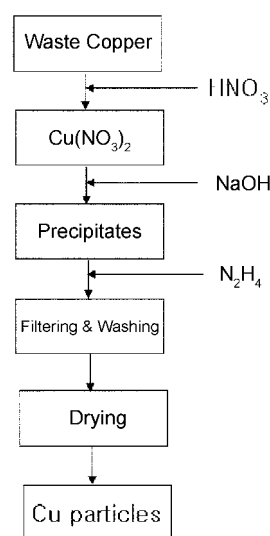 Waste Copper
HNO₃
Cu(NO₃)₂
NaOH
Precipitates
N₂H₄
Filtering & Washing
Drying
Cu particles